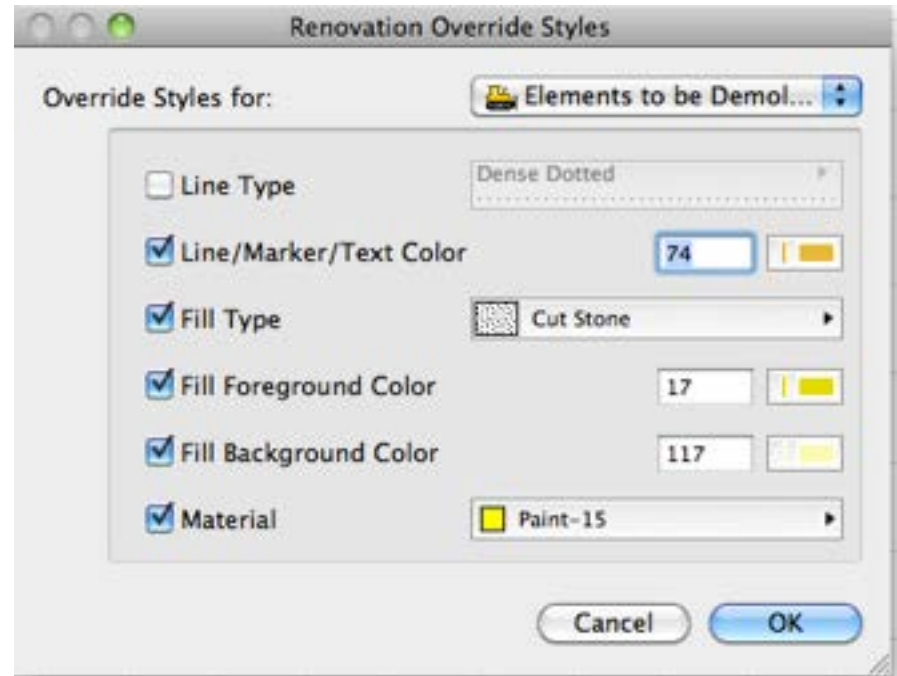 Renovation Override Styles
Override Styles for: Elements to be Demol...
Line Type Dense Dotted
Line/Marker/Text Color 74
Fill Type Cut Stone
Fill Foreground Color 17
Fill Background Color 117
Material Paint-15
Cancel OK